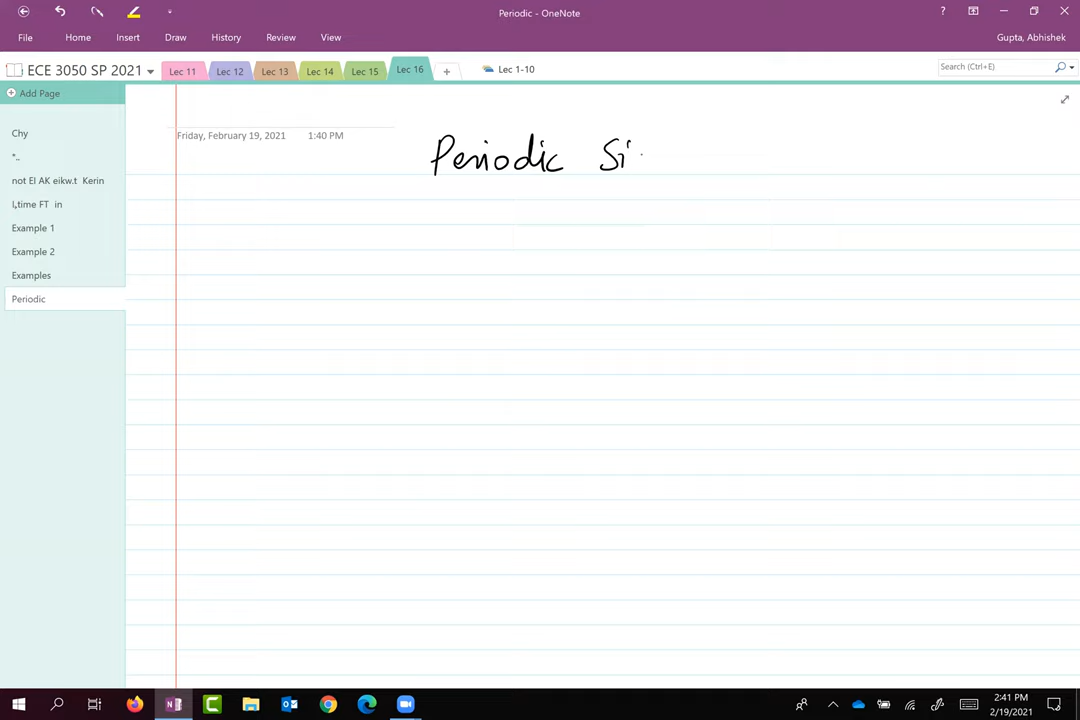 Periodic - OneNote
File Home Insert Draw History Review View
Gupta, Abhishek
ECE 3050 SP 2021
Lec 11 Lec 12 Lec 13 Lec 14 Lec 15 Lec 16 + Lec 1-10
Search (Ctrl+E)
+ Add Page
Chy
"..
not EI AK eikw.t Kerin
I,time FT in
Example 1
Example 2
Examples
Periodic
Friday, February 19, 2021 1:40 PM
Periodic Si
2:41 PM
2/19/2021